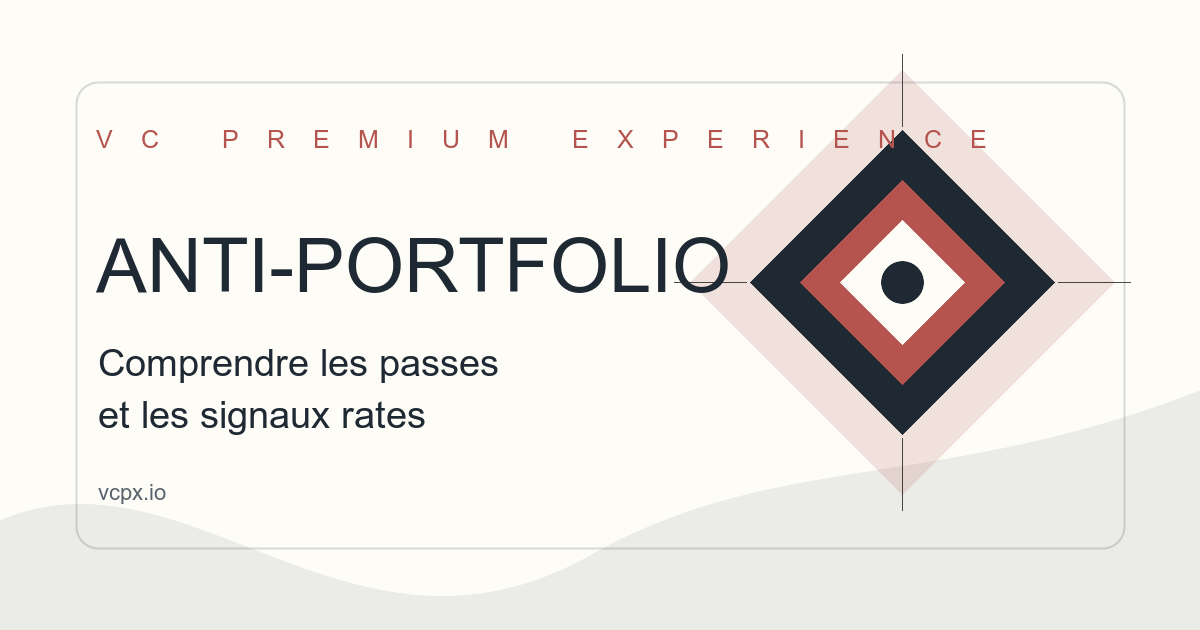 VC PREMIUM EXPERIENCE
ANTI-PORTFOLIO
Comprendre les passes
et les signaux rates
vcpx.io